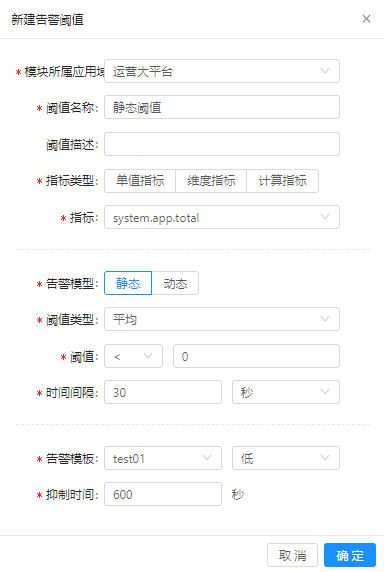 新建告警阈值
* 模块所属应用域 运营大平台
* 阈值名称： 静态阈值
阈值描述：
* 指标类型： 单值指标 维度指标 计算指标
* 指标： system.app.total
* 告警模型： 静态 动态
* 阈值类型： 平均
* 阈值： < 0
* 时间间隔： 30 秒
* 告警模板： test01 低
* 抑制时间： 600 秒
取 消 确 定